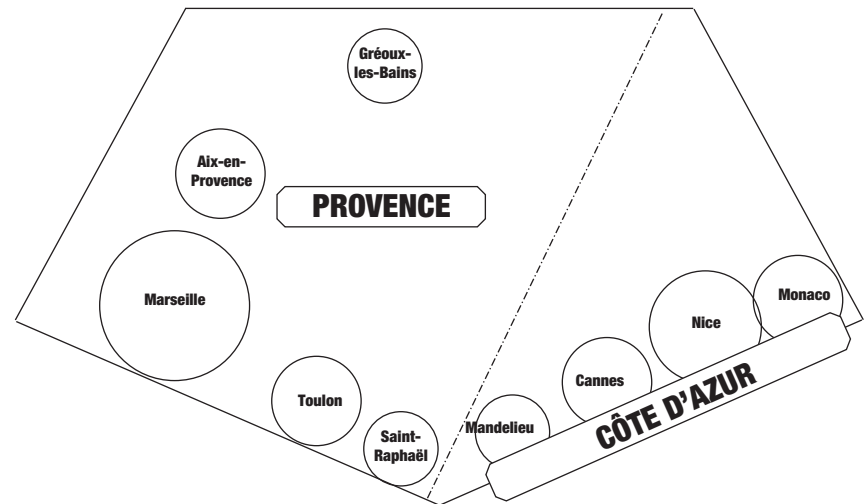 Gréoux-
les-Bains
Aix-en-
Provence
PROVENCE
Marseille
Monaco
Nice
Cannes
CÔTE D'AZUR
Toulon
Mandelieu
Saint-
Raphaël